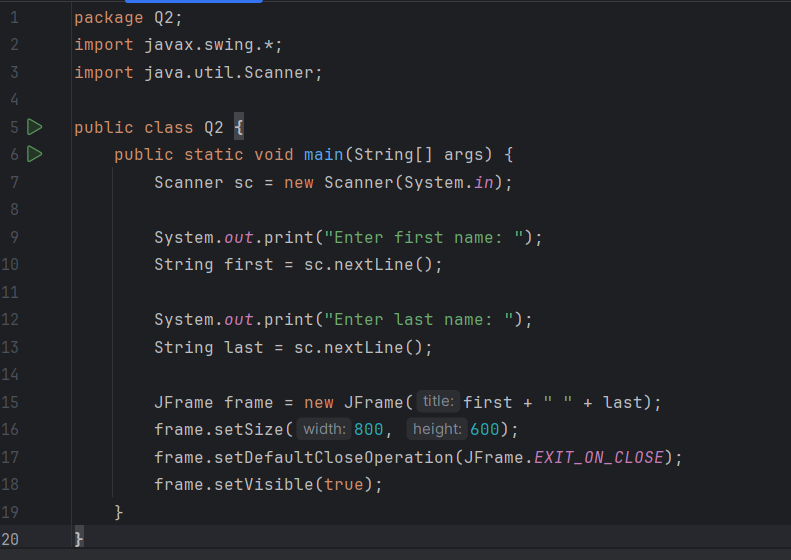 1 package Q2;
2 import javax.swing.*;
3 import java.util.Scanner;
4
5 public class Q2 {
6     public static void main(String[] args) {
7         Scanner sc = new Scanner(System.in);
8
9         System.out.print("Enter first name: ");
10         String first = sc.nextLine();
11
12         System.out.print("Enter last name: ");
13         String last = sc.nextLine();
14
15         JFrame frame = new JFrame( title: first + " " + last);
16         frame.setSize( width: 800, height: 600);
17         frame.setDefaultCloseOperation(JFrame.EXIT_ON_CLOSE);
18         frame.setVisible(true);
19     }
20 }